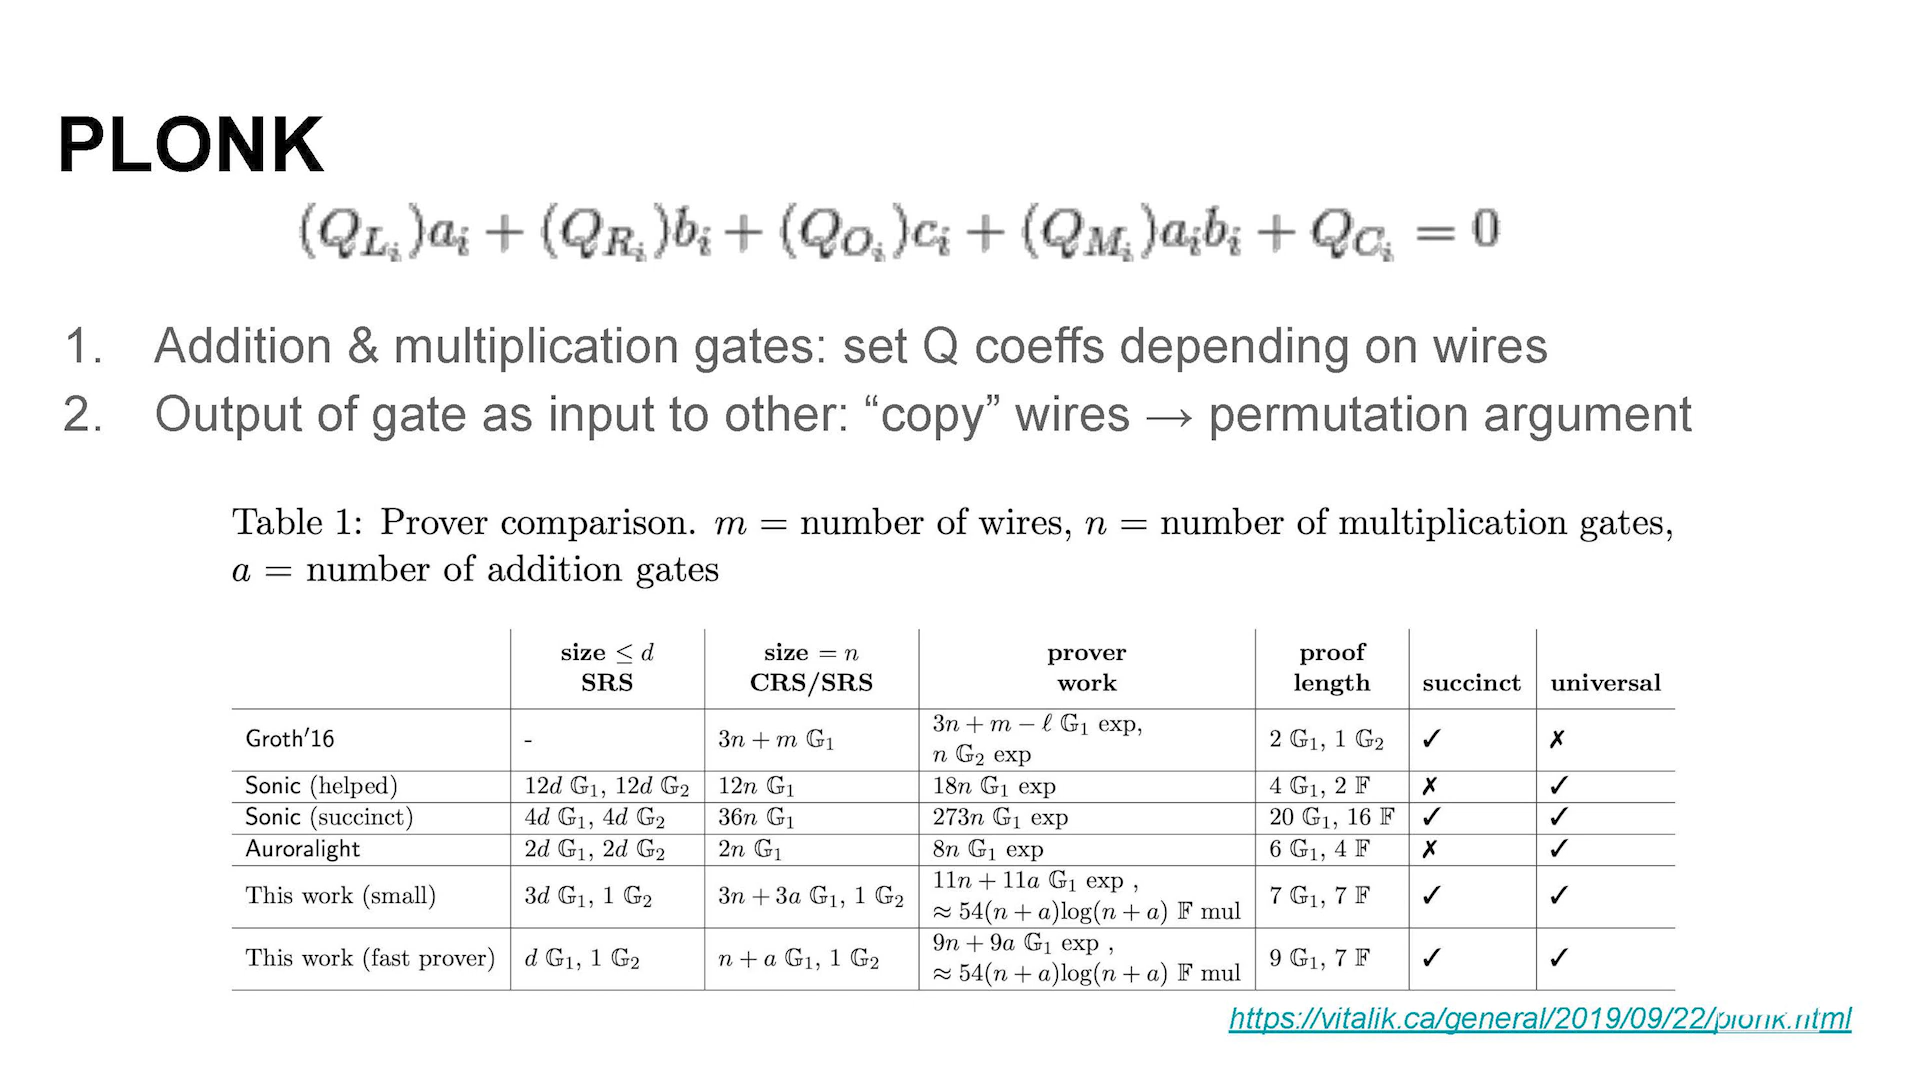 PLONK
(Q_{L_i})a_i + (Q_{R_i})b_i + (Q_{O_i})c_i + (Q_{M_i})a_ib_i + Q_{C_i} = 0
1. Addition & multiplication gates: set Q coeffs depending on wires
2. Output of gate as input to other: “copy” wires → permutation argument
Table 1: Prover comparison. m = number of wires, n = number of multiplication gates,
a = number of addition gates
size ≤ d SRS | size = n CRS/SRS | prover work | proof length | succinct | universal
Groth′16 | - | 3n + m 𝔾₁ | 3n + m − ℓ 𝔾₁ exp, n 𝔾₂ exp | 2 𝔾₁, 1 𝔾₂ | ✓ | ✗
Sonic (helped) | 12d 𝔾₁, 12d 𝔾₂ | 12n 𝔾₁ | 18n 𝔾₁ exp | 4 𝔾₁, 2 𝔽 | ✗ | ✓
Sonic (succinct) | 4d 𝔾₁, 4d 𝔾₂ | 36n 𝔾₁ | 273n 𝔾₁ exp | 20 𝔾₁, 16 𝔽 | ✓ | ✓
Auroralight | 2d 𝔾₁, 2d 𝔾₂ | 2n 𝔾₁ | 8n 𝔾₁ exp | 6 𝔾₁, 4 𝔽 | ✗ | ✓
This work (small) | 3d 𝔾₁, 1 𝔾₂ | 3n + 3a 𝔾₁, 1 𝔾₂ | 11n + 11a 𝔾₁ exp , ≈ 54(n + a)log(n + a) 𝔽 mul | 7 𝔾₁, 7 𝔽 | ✓ | ✓
This work (fast prover) | d 𝔾₁, 1 𝔾₂ | n + a 𝔾₁, 1 𝔾₂ | 9n + 9a 𝔾₁ exp , ≈ 54(n + a)log(n + a) 𝔽 mul | 9 𝔾₁, 7 𝔽 | ✓ | ✓
https://vitalik.ca/general/2019/09/22/plonk.html